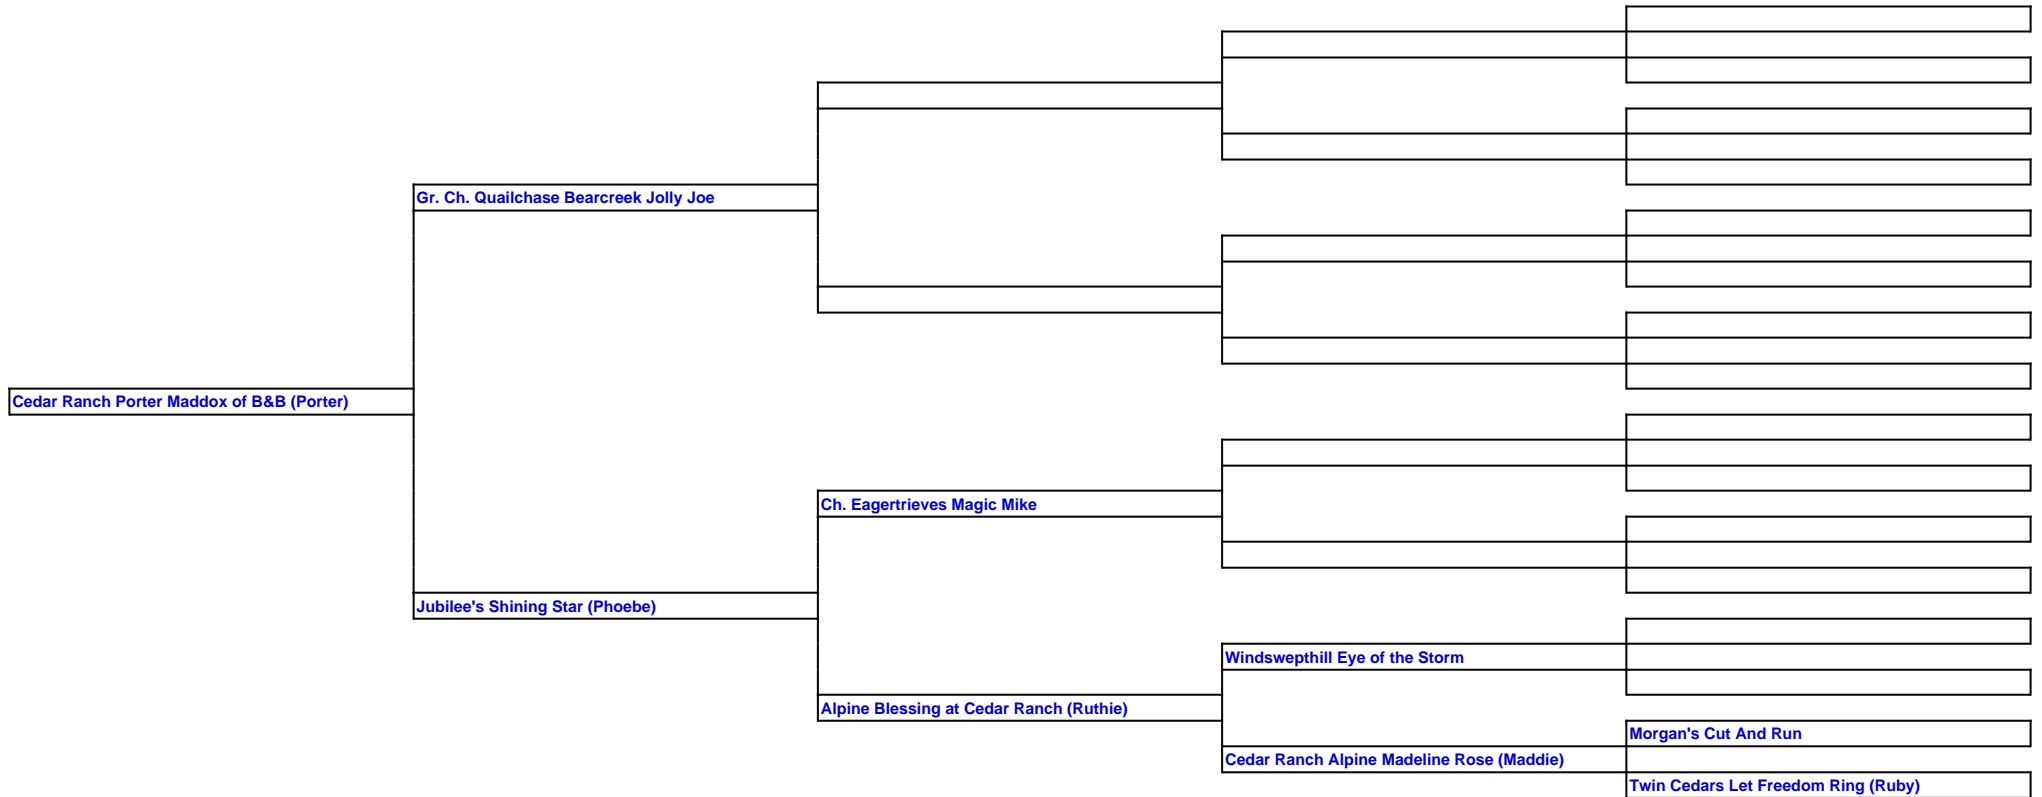 Gr. Ch. Quailchase Bearcreek Jolly Joe
Cedar Ranch Porter Maddox of B&B (Porter)
Ch. Eagertrieves Magic Mike
Jubilee's Shining Star (Phoebe)
Windswepthill Eye of the Storm
Alpine Blessing at Cedar Ranch (Ruthie)
Morgan's Cut And Run
Cedar Ranch Alpine Madeline Rose (Maddie)
Twin Cedars Let Freedom Ring (Ruby)